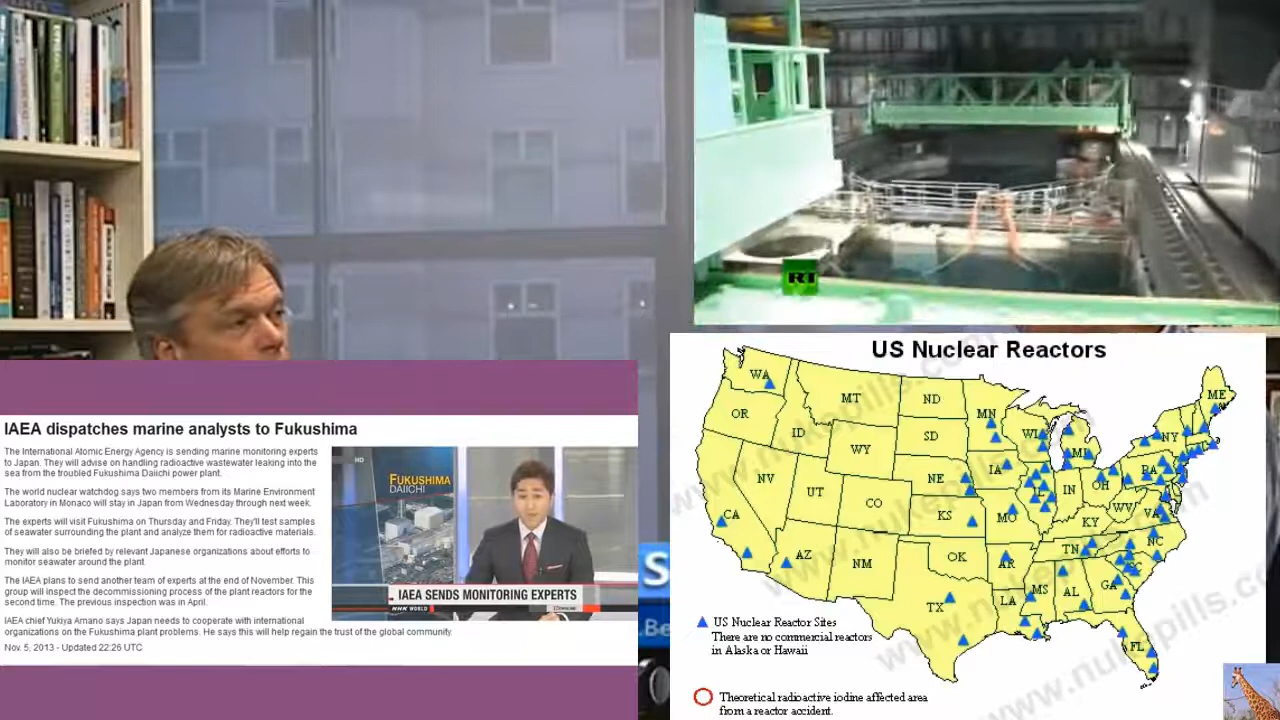 RT
IAEA dispatches marine analysts to Fukushima
The International Atomic Energy Agency is sending marine monitoring experts
to Japan. They will advise on handling radioactive wastewater leaking into the
sea from the troubled Fukushima Daiichi power plant.
The world nuclear watchdog says two members from its Marine Environment
Laboratory in Monaco will stay in Japan from Wednesday through next week.
The experts will visit Fukushima on Thursday and Friday. They'll test samples
of seawater surrounding the plant and analyze them for radioactive materials.
They will also be briefed by relevant Japanese organizations about efforts to
monitor seawater around the plant.
The IAEA plans to send another team of experts at the end of November. This
group will inspect the decommissioning process of the plant reactors for the
second time. The previous inspection was in April.
IAEA chief Yukiya Amano says Japan needs to cooperate with international
organizations on the Fukushima plant problems. He says this will help regain the trust of the global community.
Nov. 5, 2013 - Updated 22:26 UTC
HD
FUKUSHIMA
DAIICHI
IAEA SENDS MONITORING EXPERTS
NHK WORLD
S
.Be
US Nuclear Reactors
WA
MT
ND
MN
ME
OR
ID
SD
WI
MI
NY
WY
NV
UT
CO
NE
IA
IL
IN
OH
PA
CA
KS
MO
KY
WV
VA
AZ
NM
OK
AR
TN
NC
SC
TX
LA
MS
AL
GA
FL
US Nuclear Reactor Sites
There are no commercial reactors
in Alaska or Hawaii
Theoretical radioactive iodine affected area
from a reactor accident.
www.nukepills.com
www.nukepills.com